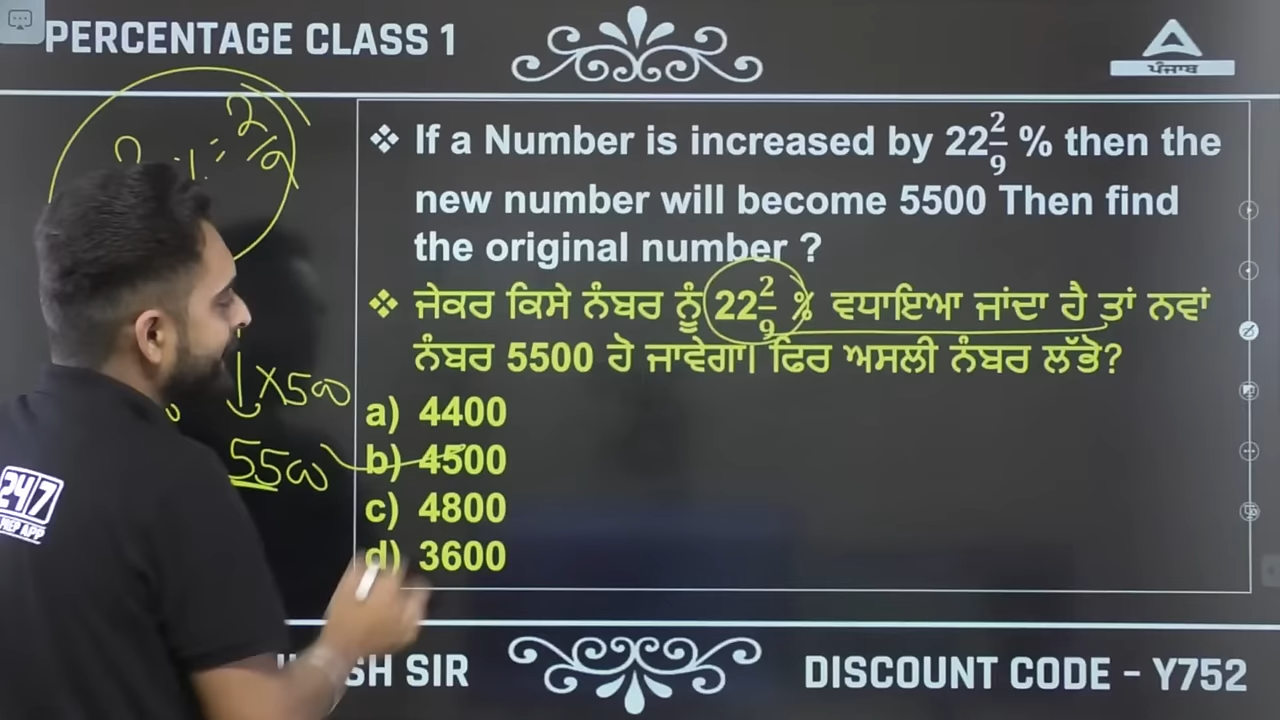 PERCENTAGE CLASS 1
ਪੰਜਾਬ
2/9
❖ If a Number is increased by 22 2/9 % then the
new number will become 5500 Then find
the original number ?
❖ ਜੇਕਰ ਕਿਸੇ ਨੰਬਰ ਨੂੰ 22 2/9 % ਵਧਾਇਆ ਜਾਂਦਾ ਹੈ ਤਾਂ ਨਵਾਂ
ਨੰਬਰ 5500 ਹੋ ਜਾਵੇਗਾ। ਫਿਰ ਅਸਲੀ ਨੰਬਰ ਲੱਭੋ?
×500
5500
a) 4400
b) 4500
c) 4800
d) 3600
247
SH SIR
DISCOUNT CODE - Y752